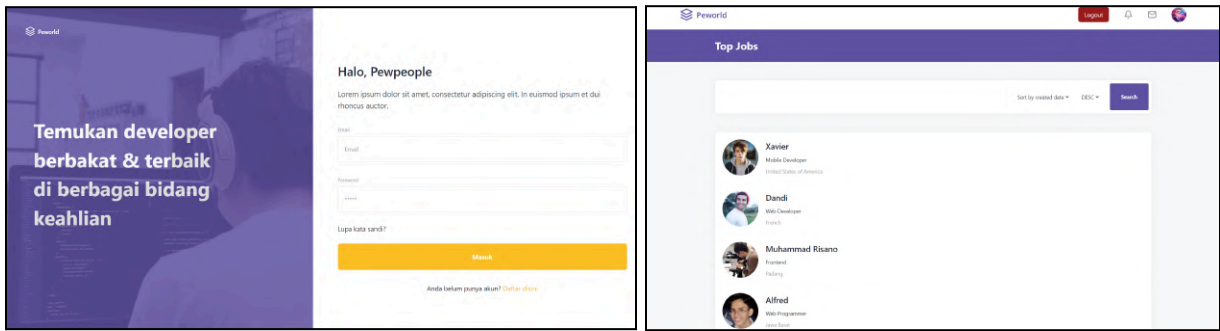 Peworld
Temukan developer
berbakat & terbaik
di berbagai bidang
keahlian
Halo, Pewpeople
Lorem ipsum dolor sit amet, consectetur adipiscing elit. In euismod ipsum et dui
rhoncus auctor.
Email
Email
Password
Lupa kata sandi?
Masuk
Anda belum punya akun? Daftar disini
Peworld
Logout
Top Jobs
Sort by created date
DESC
Search
Xavier
Mobile Developer
United States of America
Dandi
Web Developer
French
Muhammad Risano
Frontend
Padang
Alfred
Web Programmer
Jawa Barat